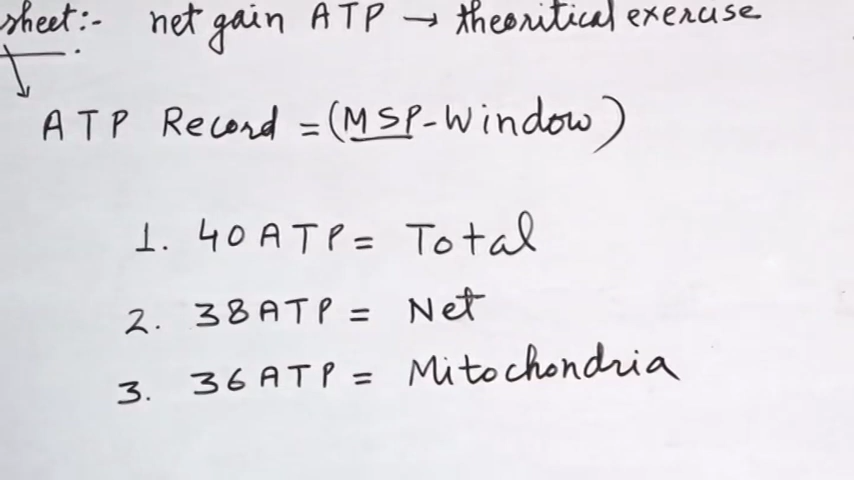 sheet:- net gain ATP → theoritical exercise
ATP Record = (MSP-Window)
1. 40 ATP = Total
2. 38 ATP = Net
3. 36 ATP = Mitochondria